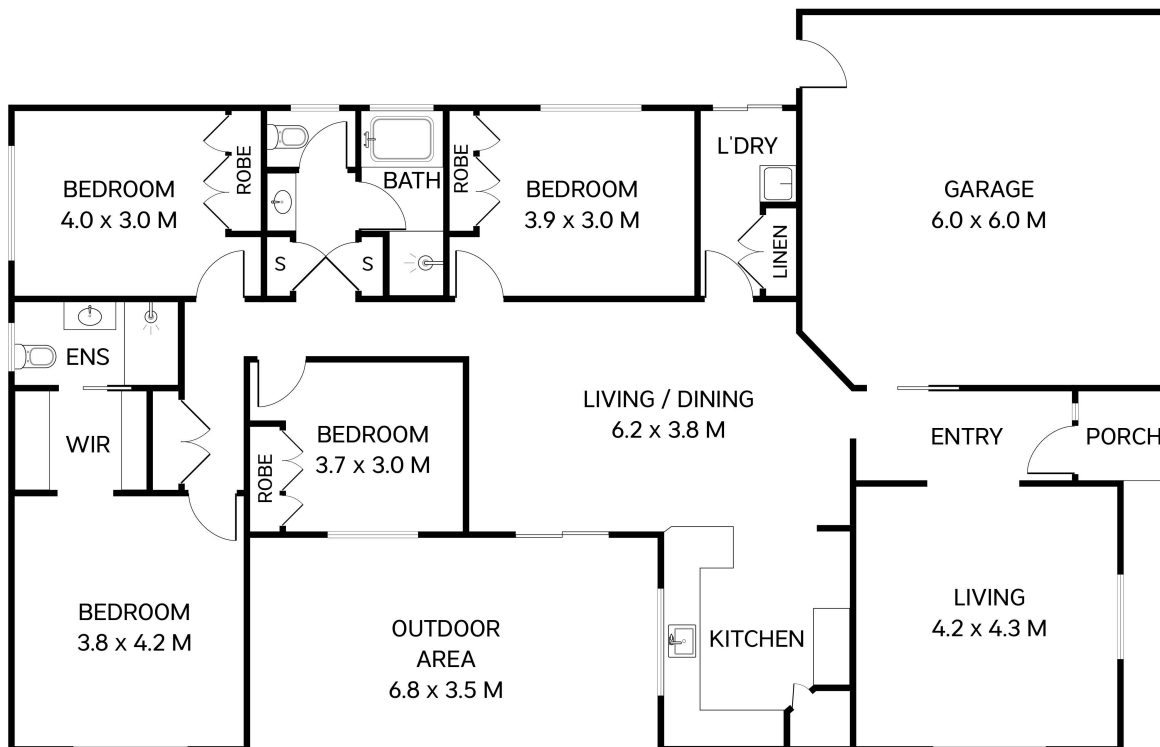 BEDROOM
4.0 x 3.0 M
ROBE
BATH
ROBE
BEDROOM
3.9 x 3.0 M
L'DRY
LINEN
GARAGE
6.0 x 6.0 M
S
S
ENS
WIR
BEDROOM
3.7 x 3.0 M
ROBE
LIVING / DINING
6.2 x 3.8 M
ENTRY
PORCH
BEDROOM
3.8 x 4.2 M
OUTDOOR
AREA
6.8 x 3.5 M
KITCHEN
LIVING
4.2 x 4.3 M